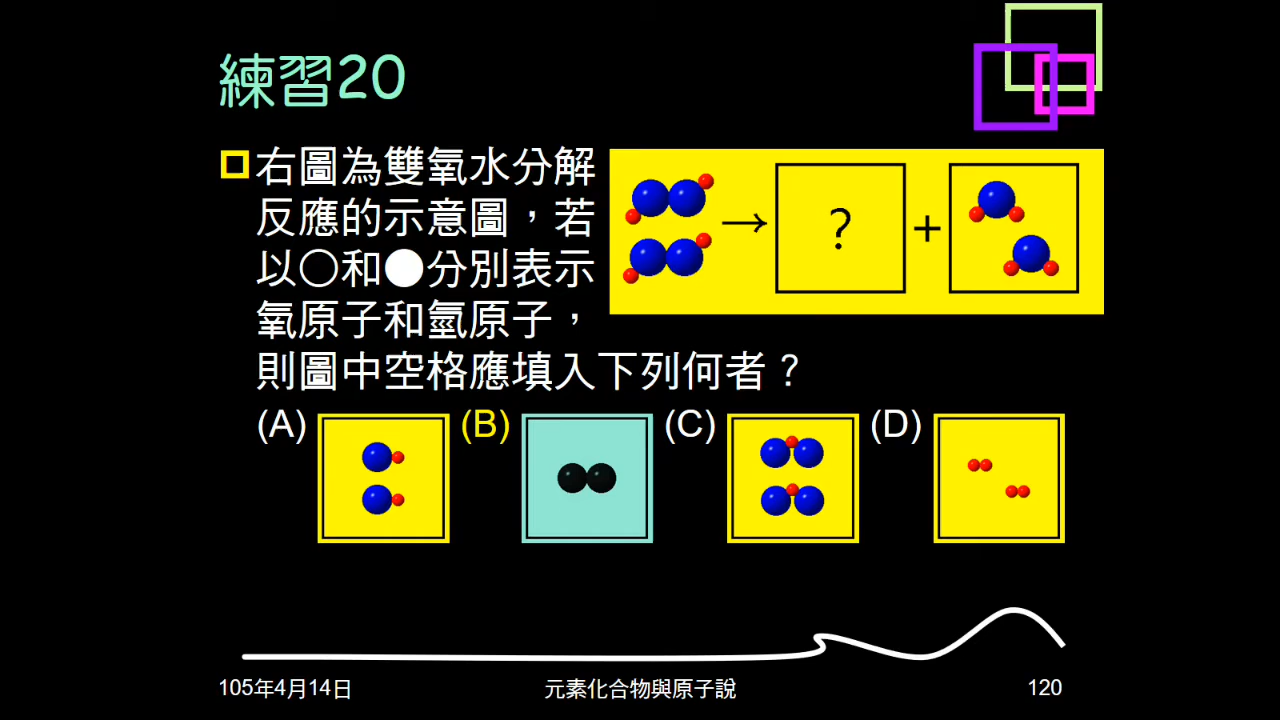 練習20
右圖為雙氧水分解
反應的示意圖，若
以○和●分別表示
氧原子和氫原子，
則圖中空格應填入下列何者？
→ ? +
(A) (B) (C) (D)
105年4月14日 元素化合物與原子說 120